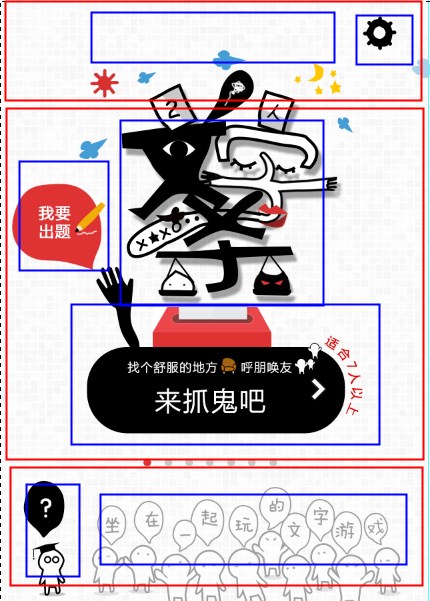 2 人
我要
出题
找个舒服的地方 呼朋唤友
来抓鬼吧
适合7人以上
?
坐在一起玩的文字游戏